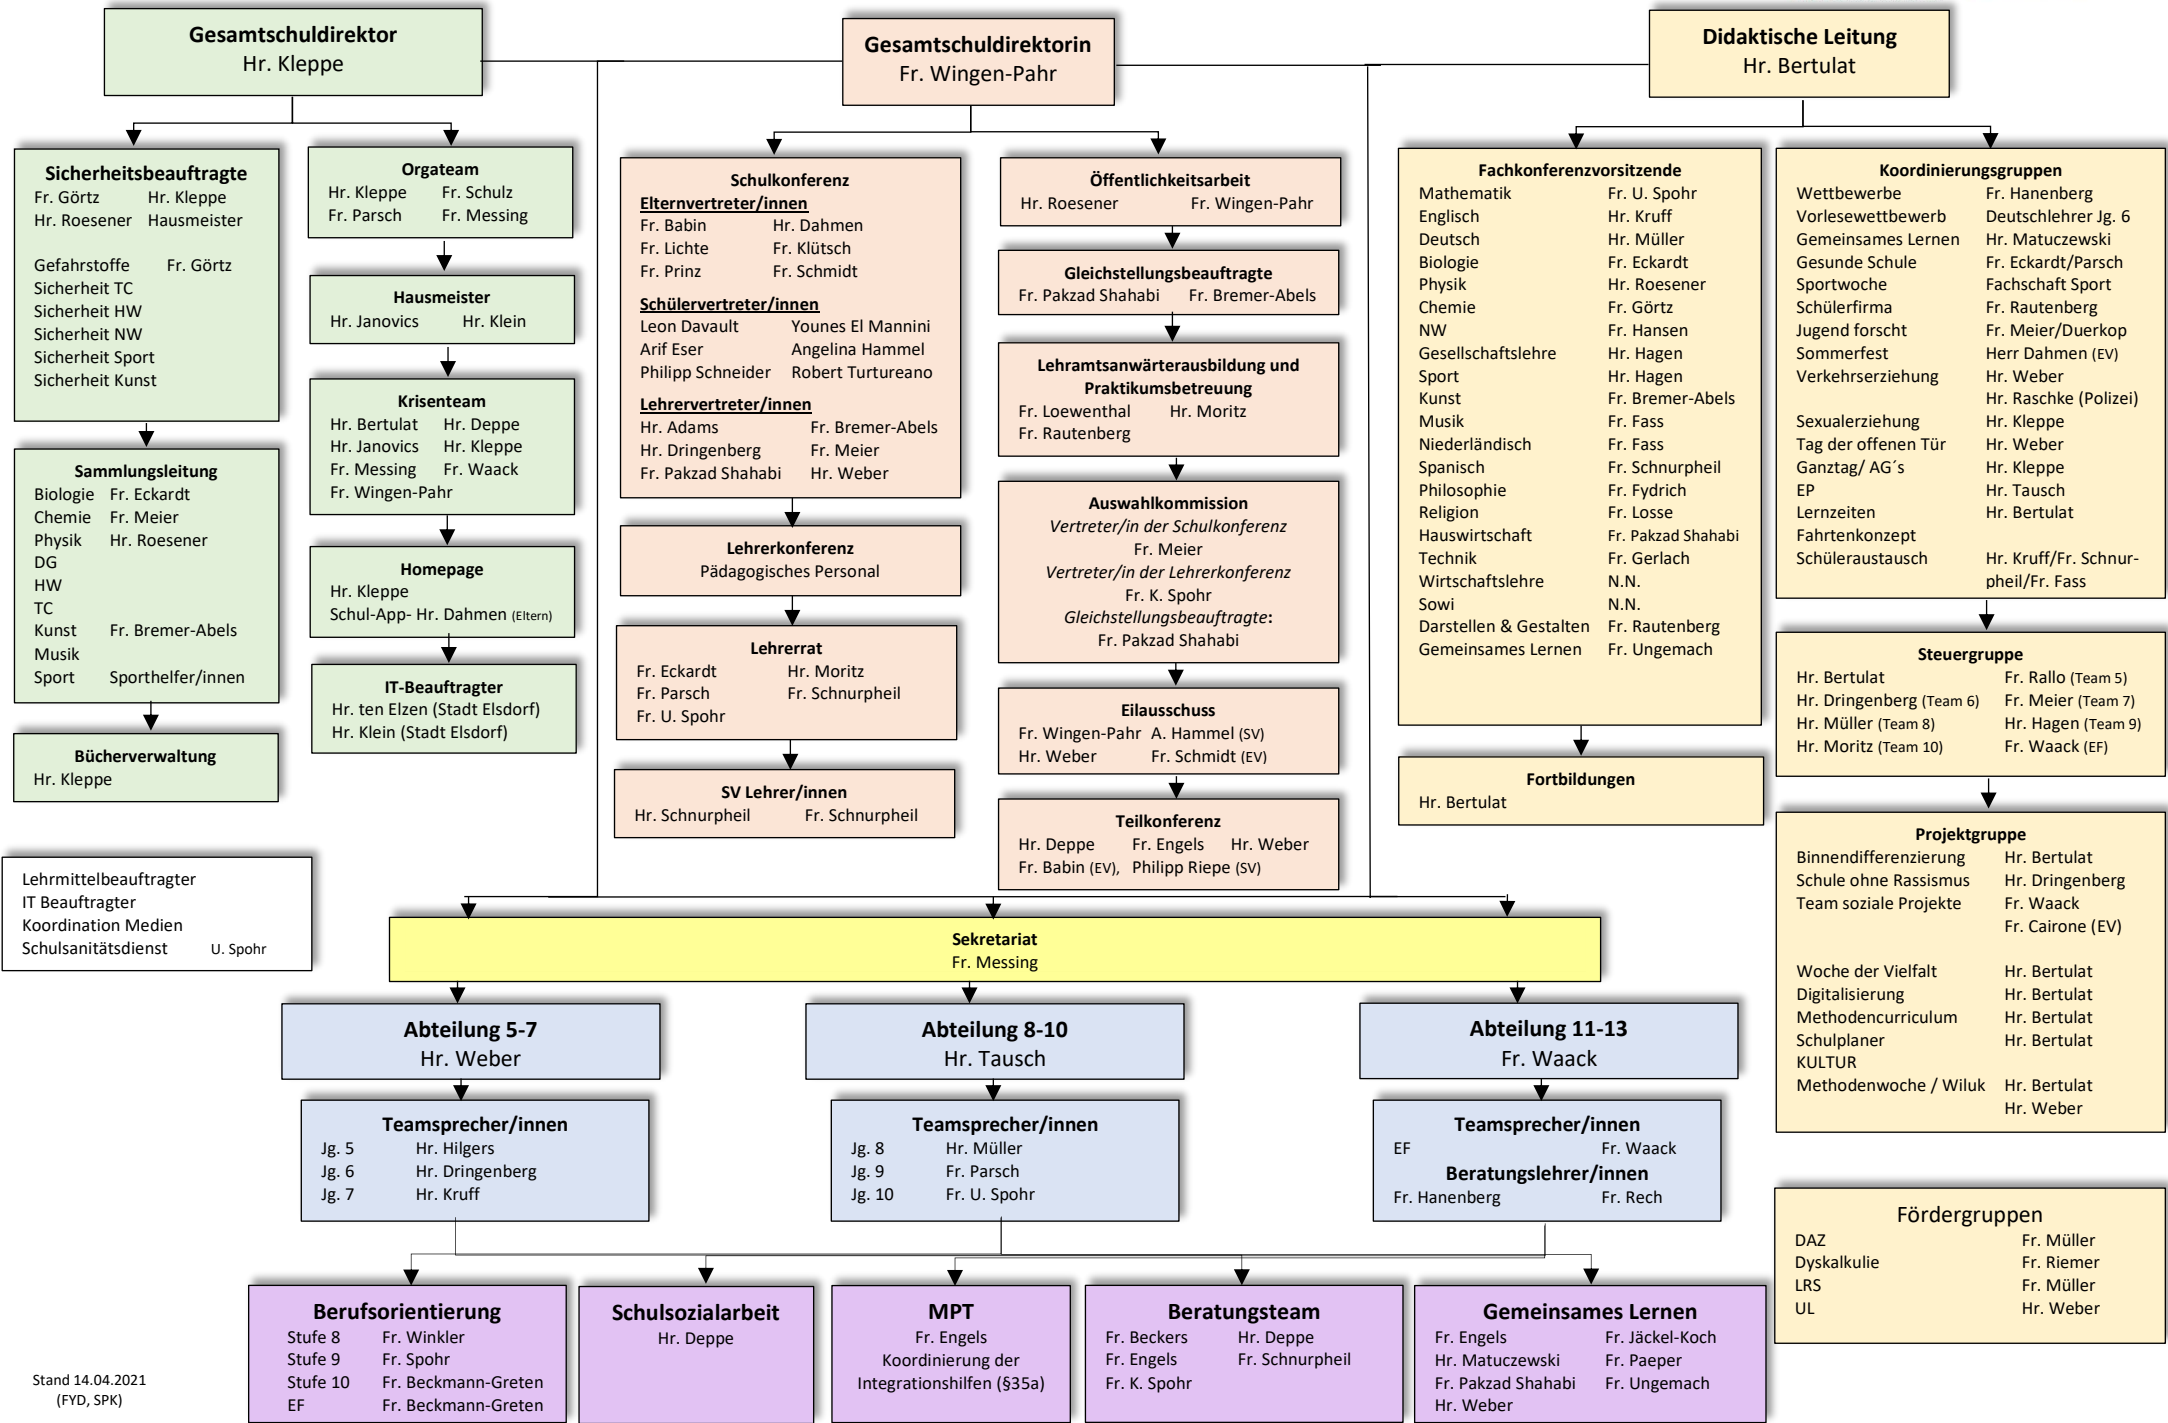 Gesamtschuldirektor
Hr. Kleppe
Gesamtschuldirektorin
Fr. Wingen-Pahr
Didaktische Leitung
Hr. Bertulat
Sicherheitsbeauftragte
Fr. Görtz Hr. Kleppe
Hr. Roesener Hausmeister
Gefahrstoffe Fr. Görtz
Sicherheit TC
Sicherheit HW
Sicherheit NW
Sicherheit Sport
Sicherheit Kunst
Sammlungsleitung
Biologie Fr. Eckardt
Chemie Fr. Meier
Physik Hr. Roesener
DG
HW
TC
Kunst Fr. Bremer-Abels
Musik
Sport Sporthelfer/innen
Bücherverwaltung
Hr. Kleppe
Orgateam
Hr. Kleppe Fr. Schulz
Fr. Parsch Fr. Messing
Hausmeister
Hr. Janovics Hr. Klein
Krisenteam
Hr. Bertulat Hr. Deppe
Hr. Janovics Hr. Kleppe
Fr. Messing Fr. Waack
Fr. Wingen-Pahr
Homepage
Hr. Kleppe
Schul-App- Hr. Dahmen (Eltern)
IT-Beauftragter
Hr. ten Elzen (Stadt Elsdorf)
Hr. Klein (Stadt Elsdorf)
Schulkonferenz
Elternvertreter/innen
Fr. Babin Hr. Dahmen
Fr. Lichte Fr. Klütsch
Fr. Prinz Fr. Schmidt
Schülervertreter/innen
Leon Davault Younes El Mannini
Arif Eser Angelina Hammel
Philipp Schneider Robert Turtureano
Lehrervertreter/innen
Hr. Adams Fr. Bremer-Abels
Hr. Dringenberg Fr. Meier
Fr. Pakzad Shahabi Hr. Weber
Lehrerkonferenz
Pädagogisches Personal
Lehrerrat
Fr. Eckardt Hr. Moritz
Fr. Parsch Fr. Schnurpheil
Fr. U. Spohr
SV Lehrer/innen
Hr. Schnurpheil Fr. Schnurpheil
Öffentlichkeitsarbeit
Hr. Roesener Fr. Wingen-Pahr
Gleichstellungsbeauftragte
Fr. Pakzad Shahabi Fr. Bremer-Abels
Lehramtsanwärterausbildung und
Praktikumsbetreuung
Fr. Loewenthal Hr. Moritz
Fr. Rautenberg
Auswahlkommission
Vertreter/in der Schulkonferenz
Fr. Meier
Vertreter/in der Lehrerkonferenz
Fr. K. Spohr
Gleichstellungsbeauftragte:
Fr. Pakzad Shahabi
Eilausschuss
Fr. Wingen-Pahr A. Hammel (SV)
Hr. Weber Fr. Schmidt (EV)
Teilkonferenz
Hr. Deppe Fr. Engels Hr. Weber
Fr. Babin (EV), Philipp Riepe (SV)
Fachkonferenzvorsitzende
Mathematik Fr. U. Spohr
Englisch Hr. Kruff
Deutsch Hr. Müller
Biologie Fr. Eckardt
Physik Hr. Roesener
Chemie Fr. Görtz
NW Fr. Hansen
Gesellschaftslehre Hr. Hagen
Sport Hr. Hagen
Kunst Fr. Bremer-Abels
Musik Fr. Fass
Niederländisch Fr. Fass
Spanisch Fr. Schnurpheil
Philosophie Fr. Fydrich
Religion Fr. Losse
Hauswirtschaft Fr. Pakzad Shahabi
Technik Fr. Gerlach
Wirtschaftslehre N.N.
Sowi N.N.
Darstellen & Gestalten Fr. Rautenberg
Gemeinsames Lernen Fr. Ungemach
Fortbildungen
Hr. Bertulat
Koordinierungsgruppen
Wettbewerbe Fr. Hanenberg
Vorlesewettbewerb Deutschlehrer Jg. 6
Gemeinsames Lernen Hr. Matuczewski
Gesunde Schule Fr. Eckardt/Parsch
Sportwoche Fachschaft Sport
Schülerfirma Fr. Rautenberg
Jugend forscht Fr. Meier/Duerkop
Sommerfest Herr Dahmen (EV)
Verkehrserziehung Hr. Weber
Hr. Raschke (Polizei)
Sexualerziehung Hr. Kleppe
Tag der offenen Tür Hr. Weber
Ganztag/ AG´s Hr. Kleppe
EP Hr. Tausch
Lernzeiten Hr. Bertulat
Fahrtenkonzept
Schüleraustausch Hr. Kruff/Fr. Schnur-
pheil/Fr. Fass
Steuergruppe
Hr. Bertulat Fr. Rallo (Team 5)
Hr. Dringenberg (Team 6) Fr. Meier (Team 7)
Hr. Müller (Team 8) Hr. Hagen (Team 9)
Hr. Moritz (Team 10) Fr. Waack (EF)
Projektgruppe
Binnendifferenzierung Hr. Bertulat
Schule ohne Rassismus Hr. Dringenberg
Team soziale Projekte Fr. Waack
Fr. Cairone (EV)
Woche der Vielfalt Hr. Bertulat
Digitalisierung Hr. Bertulat
Methodencurriculum Hr. Bertulat
Schulplaner Hr. Bertulat
KULTUR
Methodenwoche / Wiluk Hr. Bertulat
Hr. Weber
Lehrmittelbeauftragter
IT Beauftragter
Koordination Medien
Schulsanitätsdienst U. Spohr
Sekretariat
Fr. Messing
Abteilung 5-7
Hr. Weber
Abteilung 8-10
Hr. Tausch
Abteilung 11-13
Fr. Waack
Teamsprecher/innen
Jg. 5 Hr. Hilgers
Jg. 6 Hr. Dringenberg
Jg. 7 Hr. Kruff
Teamsprecher/innen
Jg. 8 Hr. Müller
Jg. 9 Fr. Parsch
Jg. 10 Fr. U. Spohr
Teamsprecher/innen
EF Fr. Waack
Beratungslehrer/innen
Fr. Hanenberg Fr. Rech
Fördergruppen
DAZ Fr. Müller
Dyskalkulie Fr. Riemer
LRS Fr. Müller
UL Hr. Weber
Berufsorientierung
Stufe 8 Fr. Winkler
Stufe 9 Fr. Spohr
Stufe 10 Fr. Beckmann-Greten
EF Fr. Beckmann-Greten
Schulsozialarbeit
Hr. Deppe
MPT
Fr. Engels
Koordinierung der
Integrationshilfen (§35a)
Beratungsteam
Fr. Beckers Hr. Deppe
Fr. Engels Fr. Schnurpheil
Fr. K. Spohr
Gemeinsames Lernen
Fr. Engels Fr. Jäckel-Koch
Hr. Matuczewski Fr. Paeper
Fr. Pakzad Shahabi Fr. Ungemach
Hr. Weber
Stand 14.04.2021
(FYD, SPK)